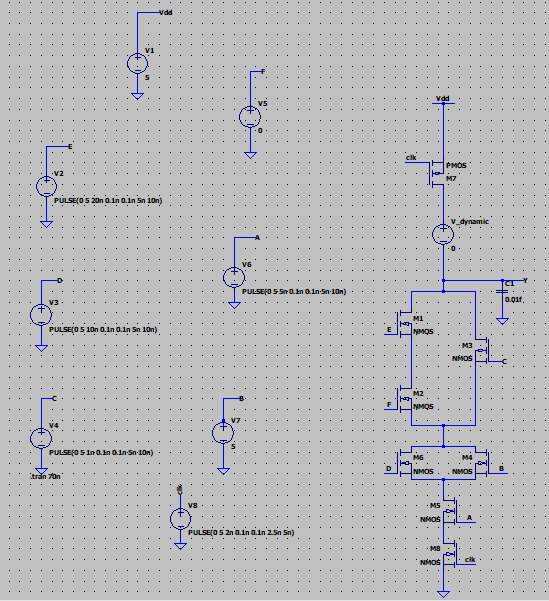 Vdd
V1
5
F
V5
0
Vdd
clk
PMOS
M7
E
V2
PULSE(0 5 20n 0.1n 0.1n 5n 10n)
V_dynamic
0
A
V6
PULSE(0 5 5n 0.1n 0.1n 5n 10n)
D
V3
PULSE(0 5 10n 0.1n 0.1n 5n 10n)
Y
C1
0.01f
M1
E
NMOS
M3
NMOS
C
C
V4
PULSE(0 5 1n 0.1n 0.1n 5n 10n)
.tran 70n
B
V7
5
M2
F
NMOS
M6
D
NMOS
M4
NMOS
B
clk
V8
PULSE(0 5 2n 0.1n 0.1n 2.5n 5n)
M5
NMOS
A
M8
NMOS
clk